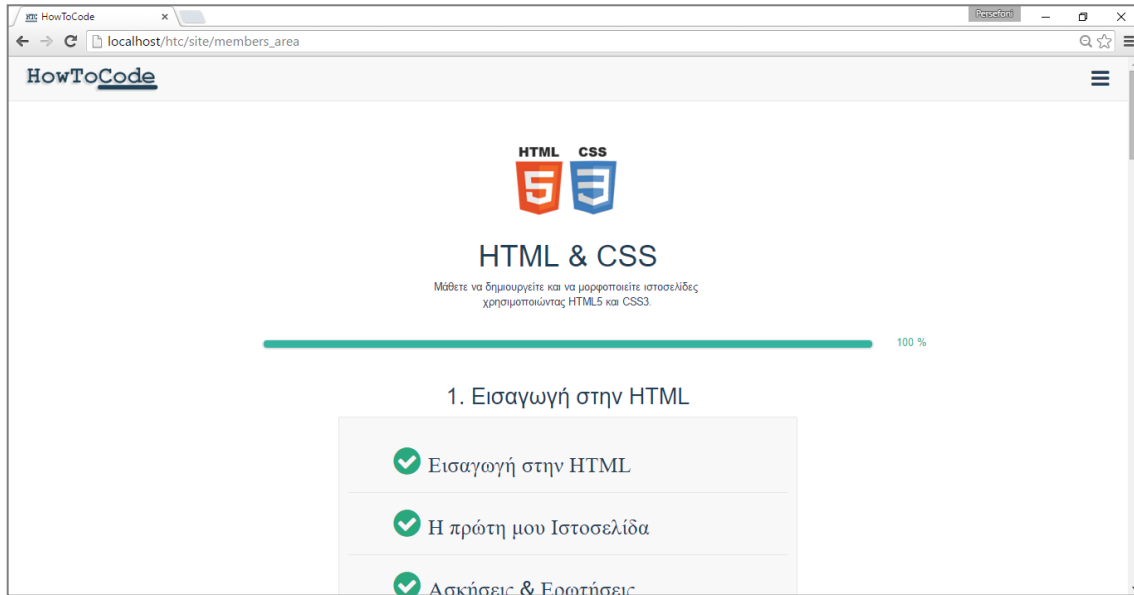 HTC HowToCode
Persefoni
localhost/htc/site/members_area
HowToCode
HTML CSS
HTML & CSS
Μάθετε να δημιουργείτε και να μορφοποιείτε ιστοσελίδες
χρησιμοποιώντας HTML5 και CSS3.
100 %
1. Εισαγωγή στην HTML
Εισαγωγή στην HTML
Η πρώτη μου Ιστοσελίδα
Ασκήσεις & Ερωτήσεις